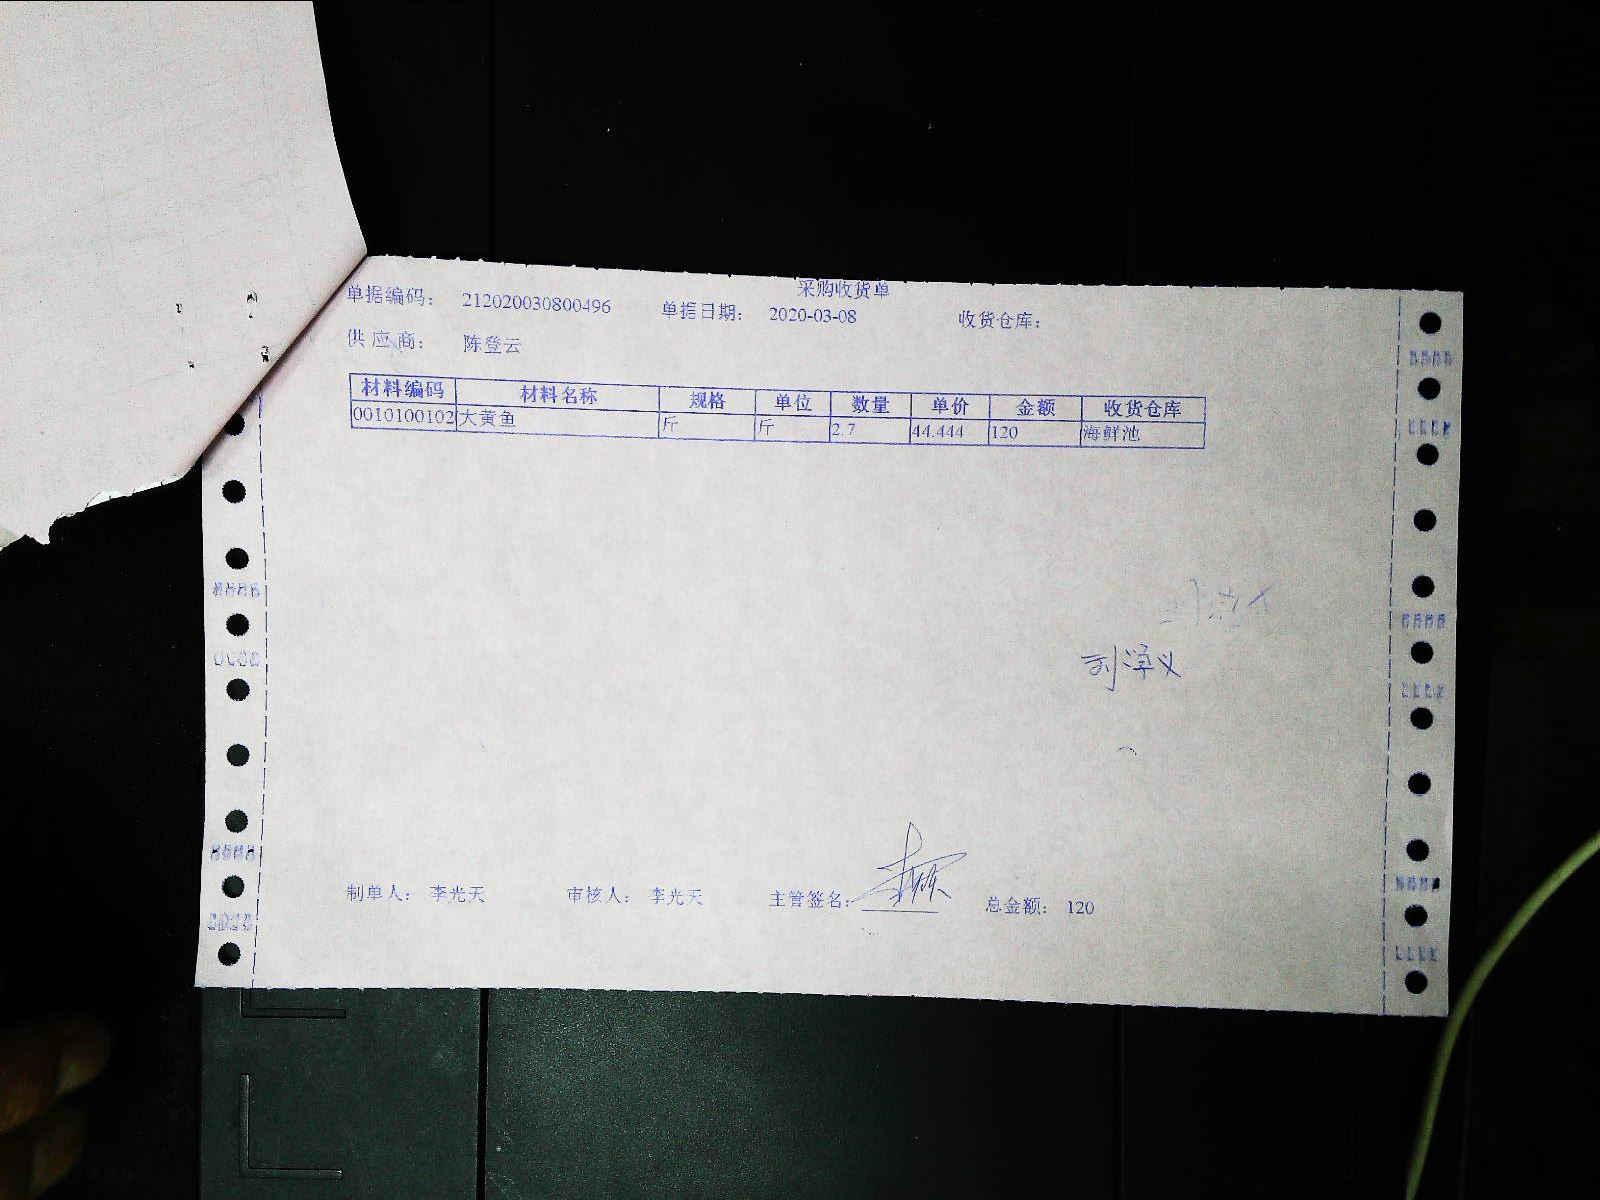 采购收货单
单据编码： 212020030800496 单据日期： 2020-03-08 收货仓库：
供应商： 陈登云
材料编码 材料名称 规格 单位 数量 单价 金额 收货仓库
0010100102 大黄鱼 斤 斤 2.7 44.444 120 海鲜池
制单人： 李光天 审核人： 李光天 主管签名： 总金额： 120